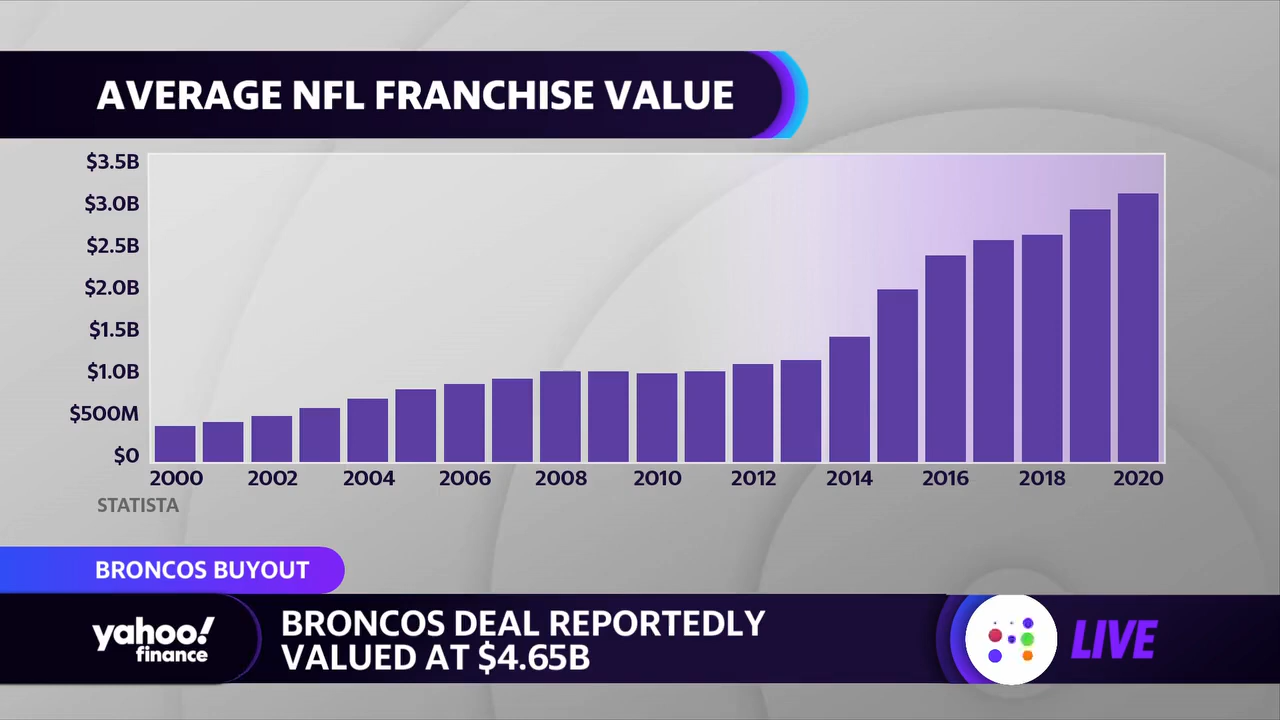 AVERAGE NFL FRANCHISE VALUE
$3.5B
$3.0B
$2.5B
$2.0B
$1.5B
$1.0B
$500M
$0
2000 2002 2004 2006 2008 2010 2012 2014 2016 2018 2020
STATISTA
BRONCOS BUYOUT
yahoo!
finance
BRONCOS DEAL REPORTEDLY
VALUED AT $4.65B
LIVE